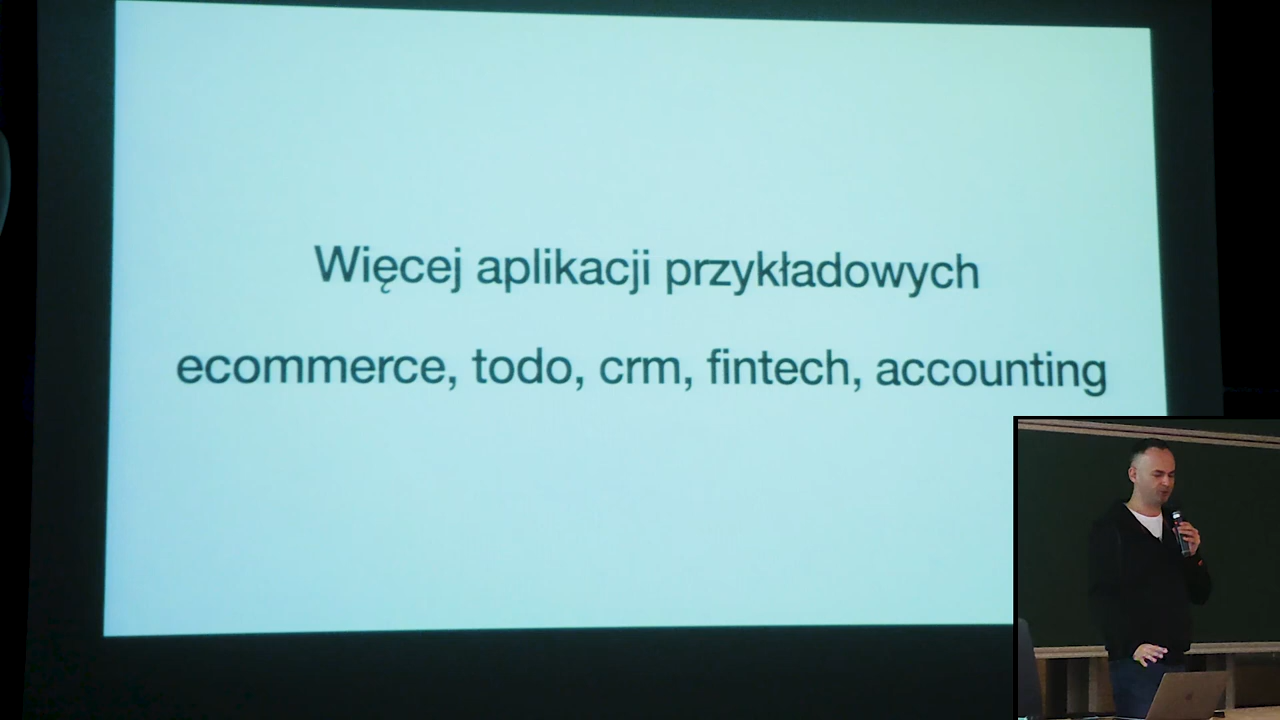 Więcej aplikacji przykładowych
ecommerce, todo, crm, fintech, accounting